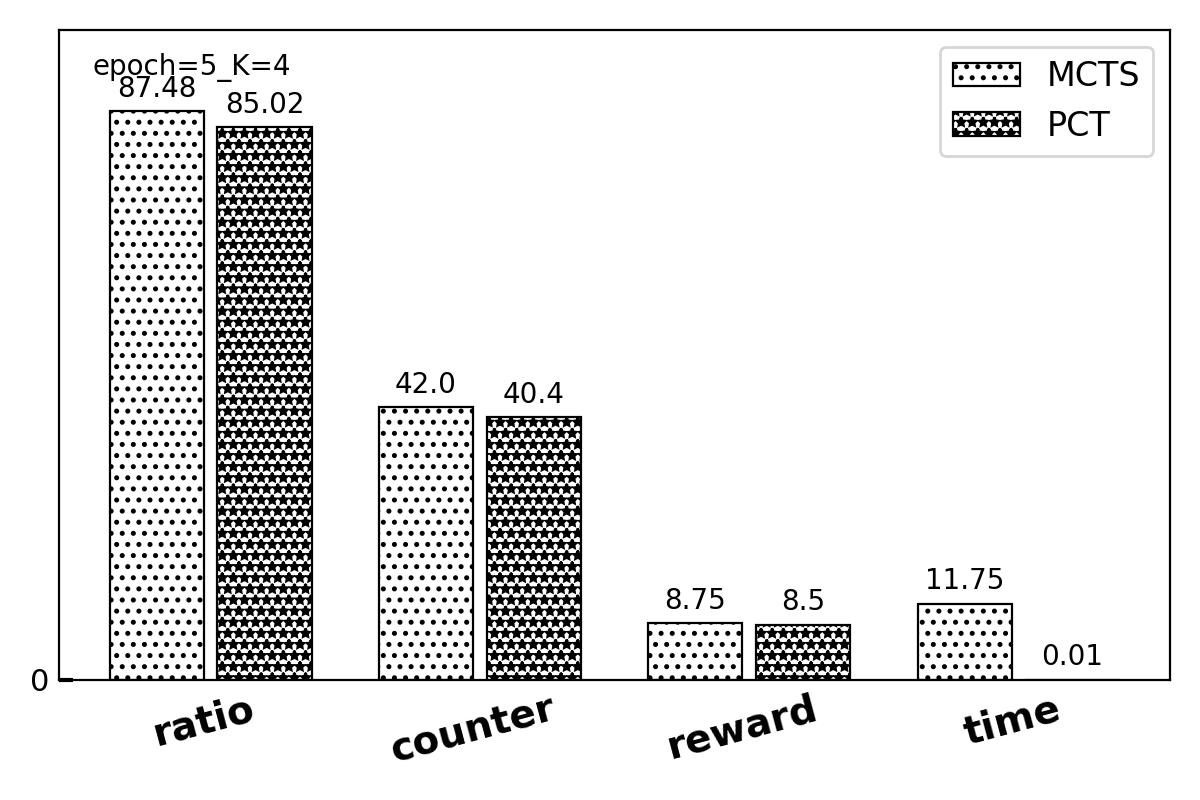 epoch=5_K=4
87.48
85.02
42.0
40.4
8.75
8.5
11.75
0.01
MCTS
PCT
0
ratio
counter
reward
time